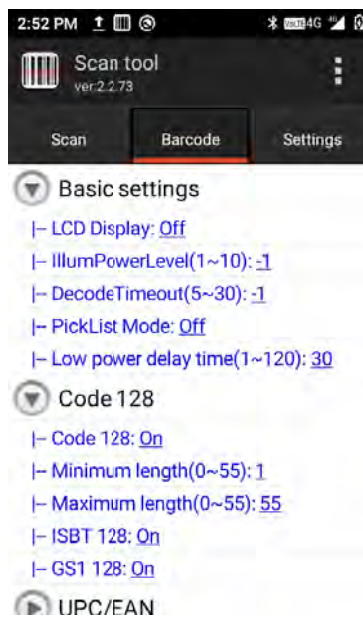 2:52 PM VoLTE 4G
Scan tool
ver:2.2.73
Scan Barcode Settings
Basic settings
|-- LCD Display: Off
|-- IllumPowerLevel(1~10): -1
|-- DecodeTimeout(5~30): -1
|-- PickList Mode: Off
|-- Low power delay time(1~120): 30
Code 128
|-- Code 128: On
|-- Minimum length(0~55): 1
|-- Maximum length(0~55): 55
|-- ISBT 128: On
|-- GS1 128: On
UPC/EAN